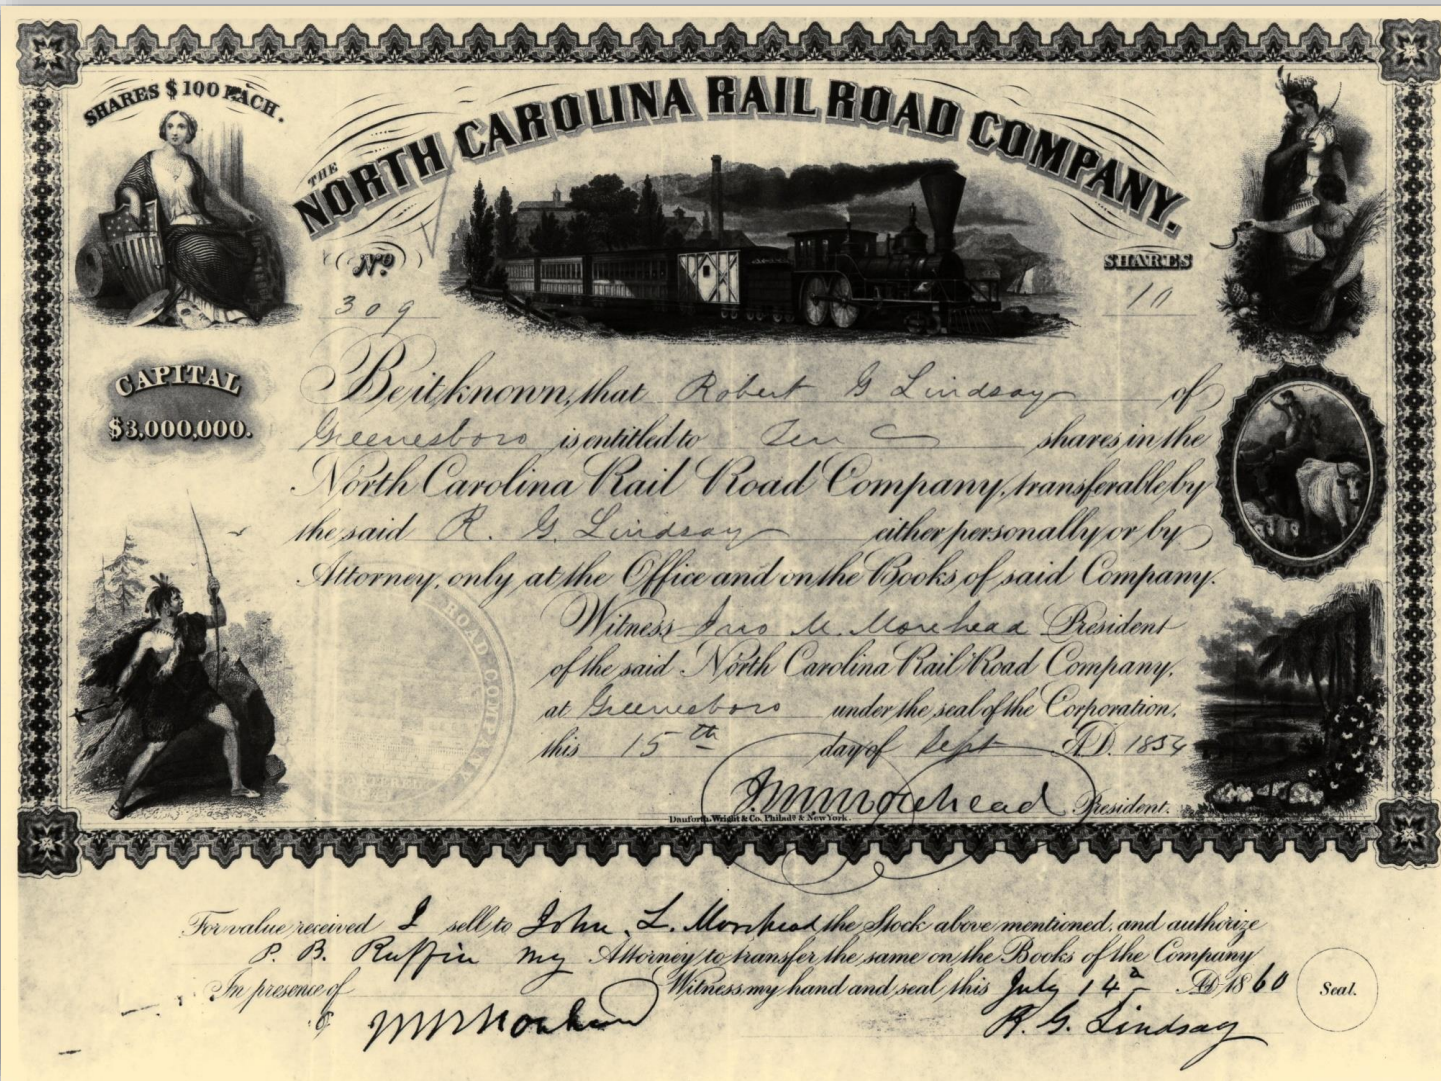 SHARES $100 EACH.
THE
NORTH CAROLINA RAIL ROAD COMPANY.
No
309
SHARES
10
CAPITAL
$3,000,000.
Be it known, that Robert G Lindsay of
Greenesboro is entitled to Ten shares in the
North Carolina Rail Road Company, transferable by
the said R. G. Lindsay either personally or by
Attorney, only at the Office and on the Books of said Company.
Witness Jno M. Morehead President
of the said North Carolina Rail Road Company,
at Greenesboro under the seal of the Corporation,
this 15th day of Sept A.D. 1854
J M Morehead President.
Danforth, Wright & Co. Philada. & New York.
ROAD COMPANY
For value received I sell to John L. Morehead the Stock above mentioned, and authorize
P. B. Ruffin my Attorney to transfer the same on the Books of the Company
In presence of Witness my hand and seal this July 14 AD 1860
Seal.
R. G. Lindsay